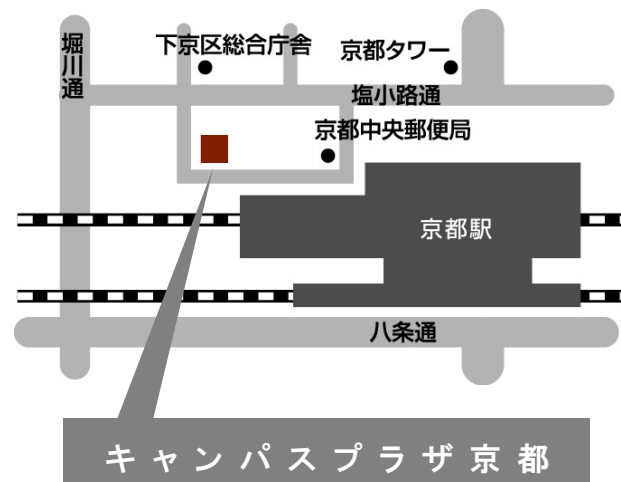 堀川通
下京区総合庁舎
京都タワー
塩小路通
京都中央郵便局
京都駅
八条通
キャンパスプラザ京都